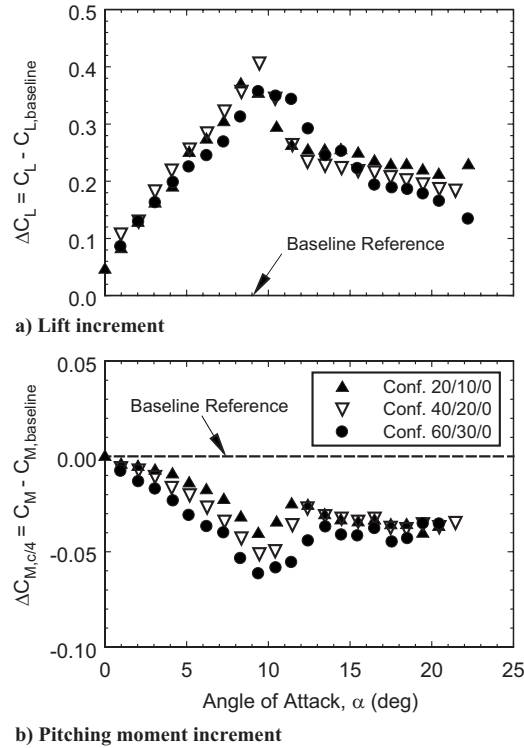 0.5
0.4
0.3
0.2
0.1
0.0
ΔC_L = C_L - C_L,baseline
Baseline Reference
a) Lift increment
0.05
0.00
-0.05
-0.10
ΔC_M,c/4 = C_M - C_M,baseline
Conf. 20/10/0
Conf. 40/20/0
Conf. 60/30/0
Baseline Reference
0 5 10 15 20 25
Angle of Attack, α (deg)
b) Pitching moment increment